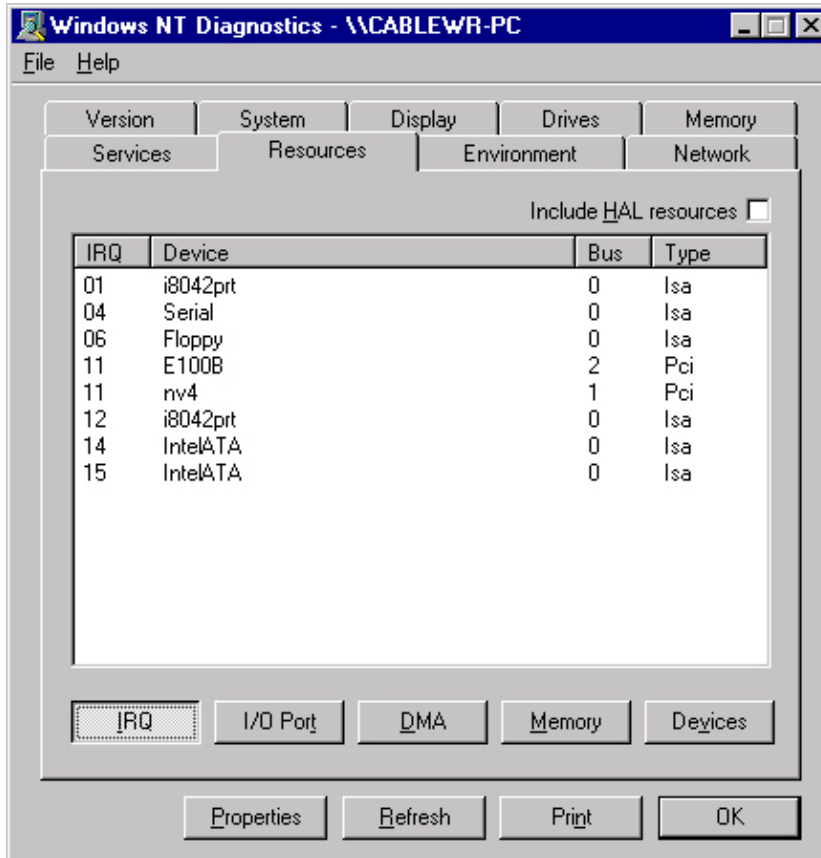 Windows NT Diagnostics - \\CABLEWR-PC
File Help
Version System Display Drives Memory
Services Resources Environment Network
Include HAL resources
IRQ Device Bus Type
01 i8042prt 0 Isa
04 Serial 0 Isa
06 Floppy 0 Isa
11 E100B 2 Pci
11 nv4 1 Pci
12 i8042prt 0 Isa
14 IntelATA 0 Isa
15 IntelATA 0 Isa
IRQ I/O Port DMA Memory Devices
Properties Refresh Print OK